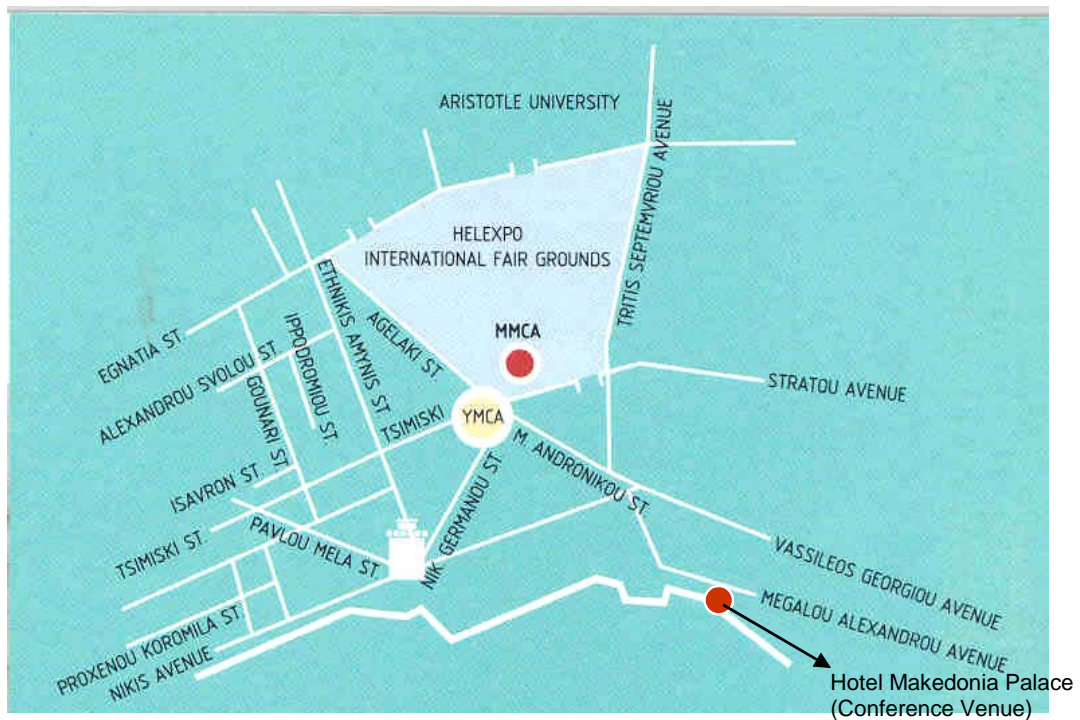 ARISTOTLE UNIVERSITY
TRITIS SEPTEMVRIOU AVENUE
HELEXPO
INTERNATIONAL FAIR GROUNDS
EGNATIA ST.
ETHNIKIS AMYNIS ST
AGELAKI ST.
MMCA
ALEXANDROU SVOLOU ST
IPPODROMIOU ST.
GOUNARI ST
STRATOU AVENUE
TSIMISKI
YMCA
M. ANDRONIKOU ST.
ISAVRON ST.
TSIMISKI ST.
PAVLOU MELA ST.
NIK GERMANOU ST.
VASSILEOS GEORGIOU AVENUE
MEGALOU ALEXANDROU AVENUE
PROXENOU KOROMILA ST.
NIKIS AVENUE
Hotel Makedonia Palace
(Conference Venue)